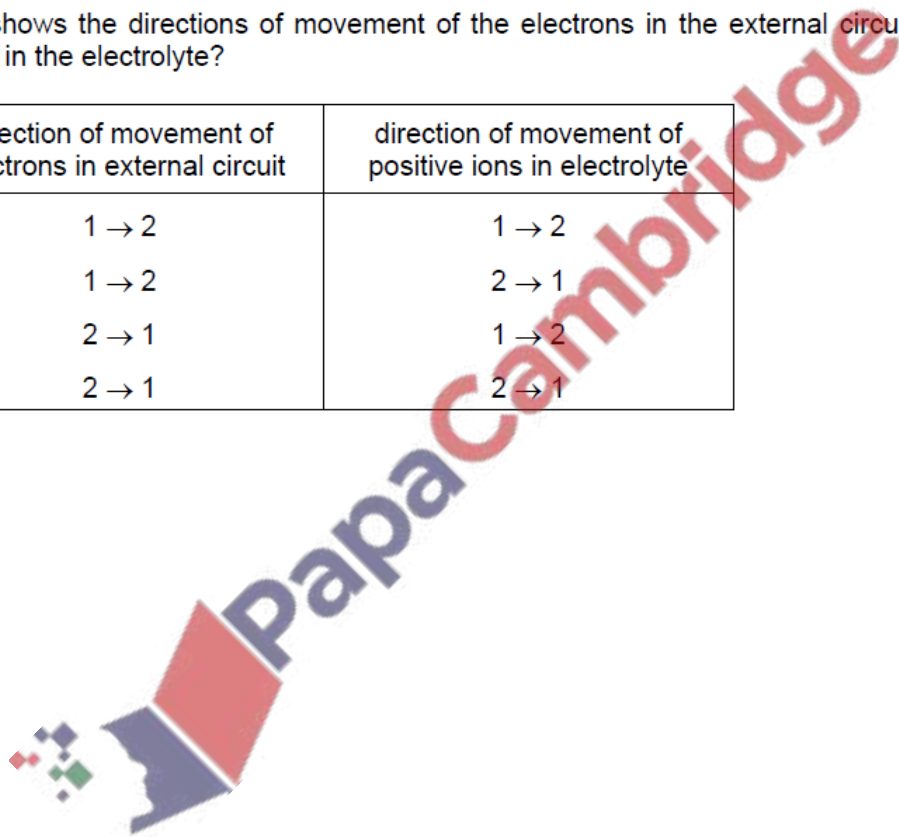 shows the directions of movement of the electrons in the external circu
in the electrolyte?
ection of movement of
ctrons in external circuit
direction of movement of
positive ions in electrolyte
1 → 2
1 → 2
1 → 2
2 → 1
2 → 1
1 → 2
2 → 1
2 → 1
PapaCambridge